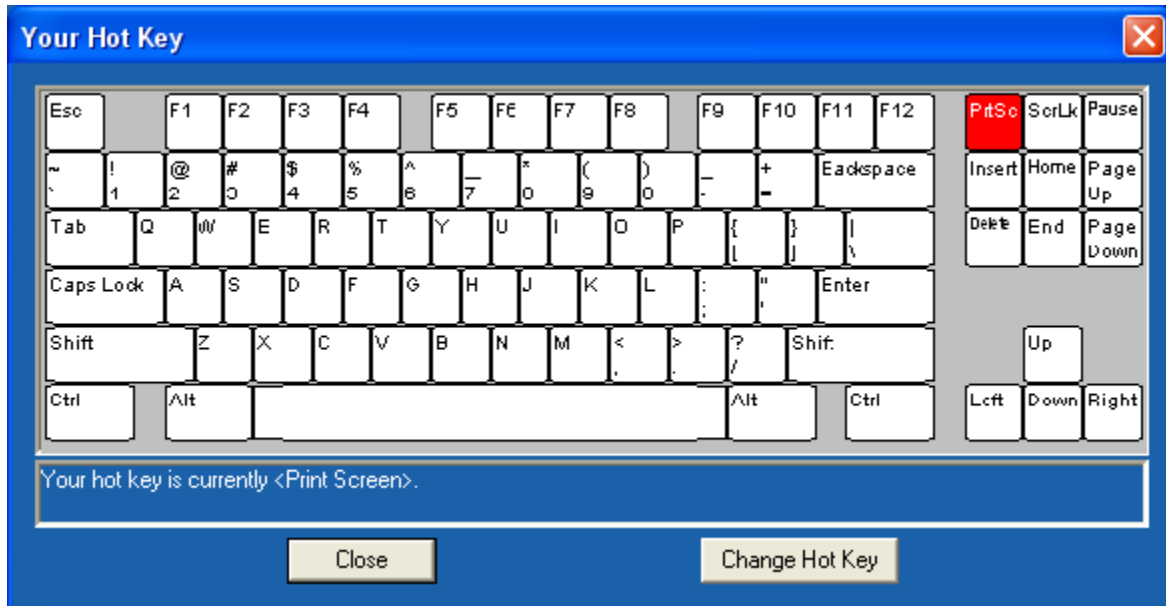 Your Hot Key
Esc F1 F2 F3 F4 F5 F6 F7 F8 F9 F10 F11 F12 PrtSc ScrLk Pause
~ ! @ # $ % ^ _ * ( ) _ + Backspace Insert Home Page
` 1 2 3 4 5 6 7 0 9 0 - = Up
Tab Q W E R T Y U I O P { } | Delete End Page
[ ] \ Down
Caps Lock A S D F G H J K L : " Enter
; '
Shift Z X C V B N M < > ? Shift Up
, . /
Ctrl Alt Alt Ctrl Left Down Right
Your hot key is currently <Print Screen>.
Close Change Hot Key